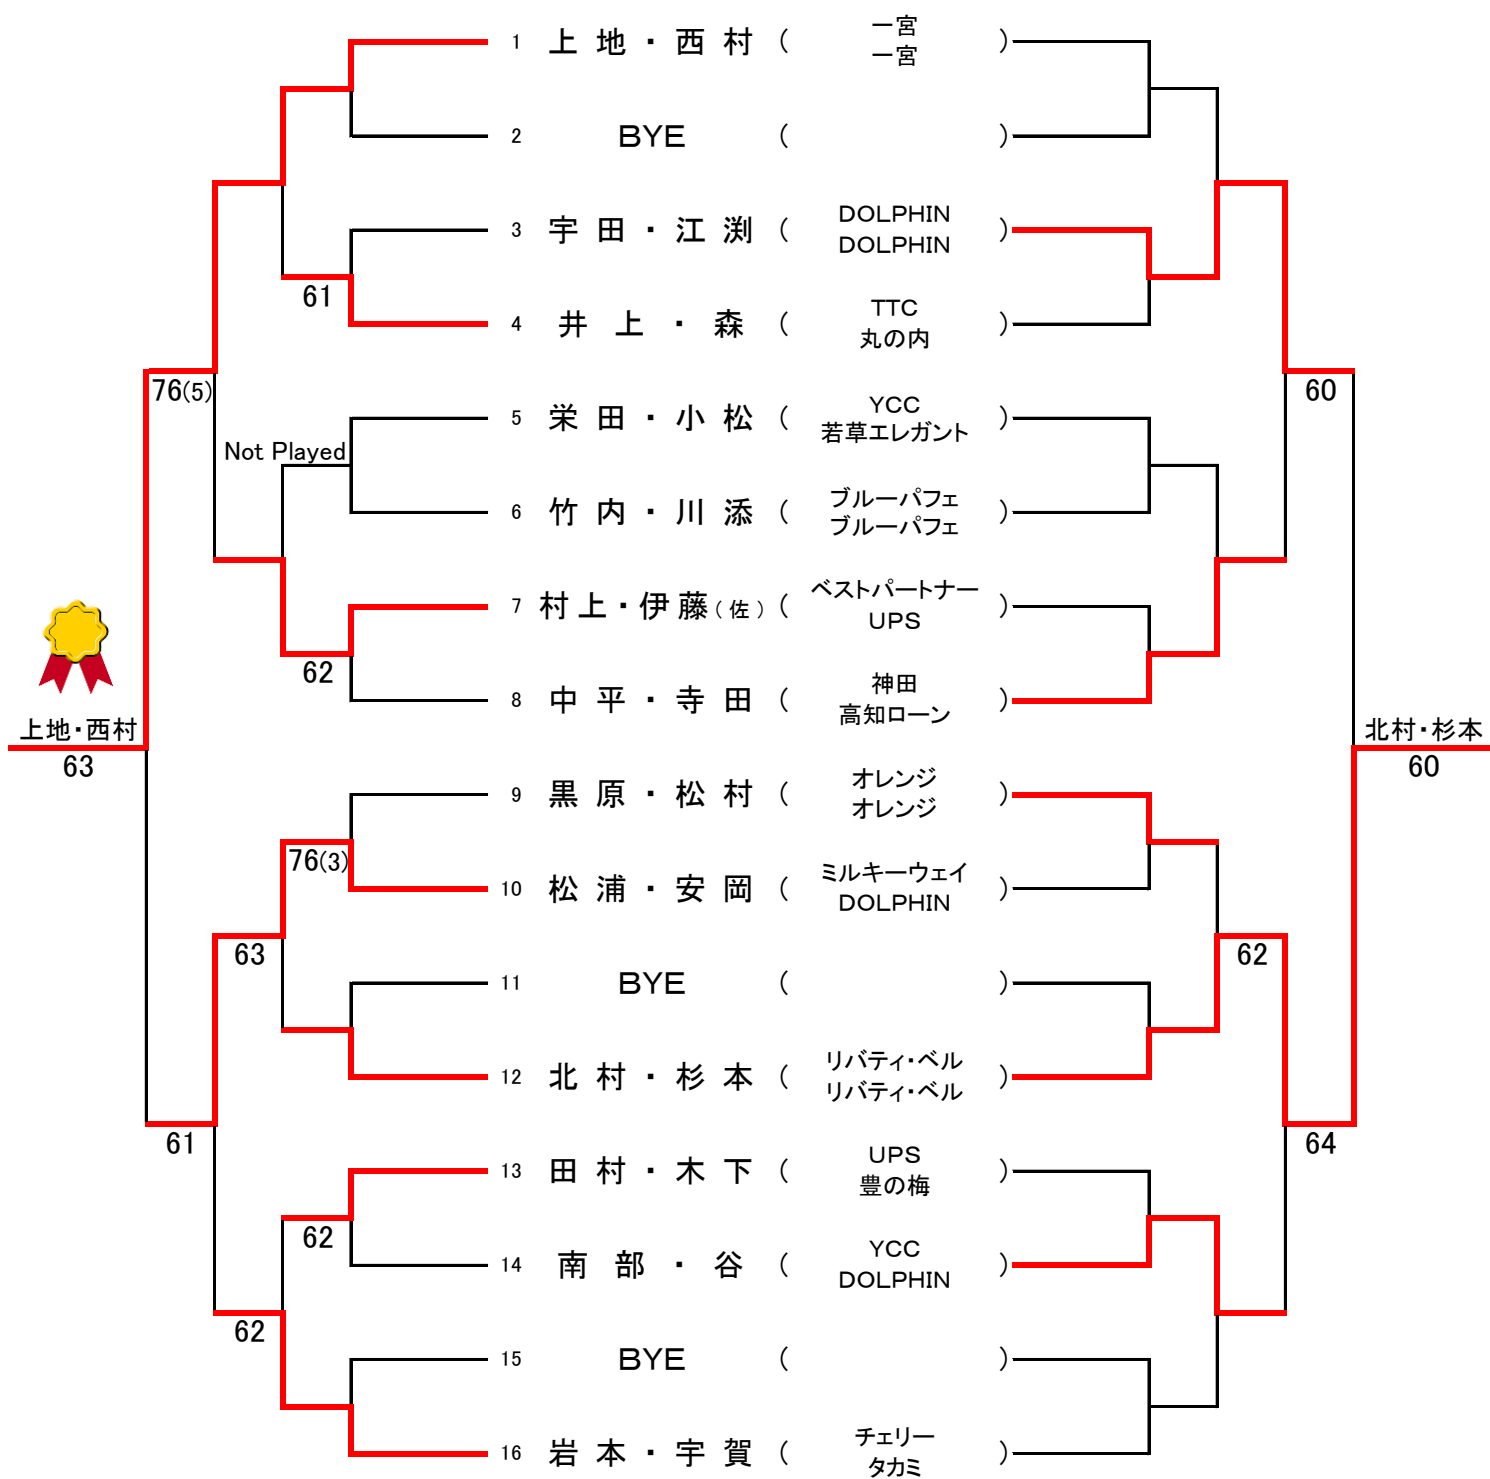 1 上地・西村 ( 一宮 一宮 )
2 BYE ( )
3 宇田・江渕 ( DOLPHIN DOLPHIN )
61
4 井上・森 ( TTC 丸の内 )
76(5)
60
5 栄田・小松 ( YCC 若草エレガント )
Not Played
6 竹内・川添 ( ブルーパフェ ブルーパフェ )
7 村上・伊藤(佐) ( ベストパートナー UPS )
62
8 中平・寺田 ( 神田 高知ローン )
上地・西村
63
北村・杉本
60
9 黒原・松村 ( オレンジ オレンジ )
76(3)
10 松浦・安岡 ( ミルキーウェイ DOLPHIN )
63
62
11 BYE ( )
12 北村・杉本 ( リバティ・ベル リバティ・ベル )
61
64
13 田村・木下 ( UPS 豊の梅 )
62
14 南部・谷 ( YCC DOLPHIN )
62
15 BYE ( )
16 岩本・宇賀 ( チェリー タカミ )